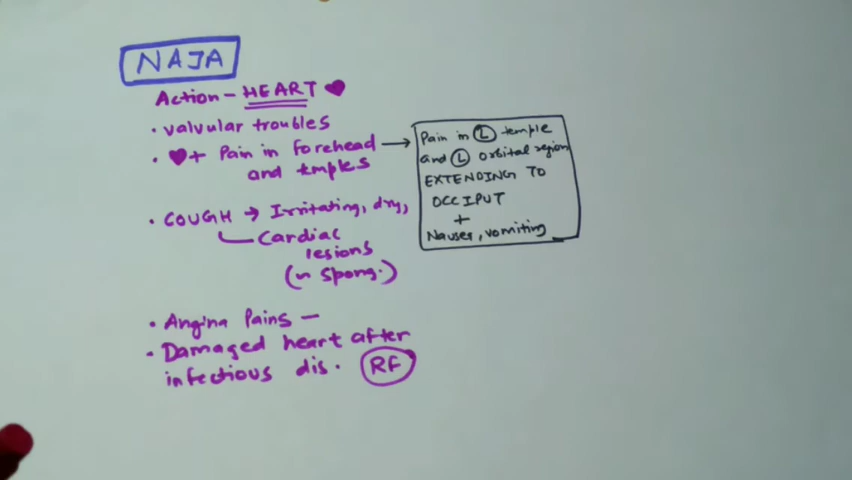 NAJA
Action - HEART ♥
• valvular troubles
• ♥+ Pain in forehead →
and temples
Pain in Ⓛ temple
and Ⓛ orbital region
EXTENDING TO
OCCIPUT
+
Nausea, vomiting
• COUGH → Irritating, dry,
Cardiac
lesions
(n Spong.)
• Angina Pains —
• Damaged heart after
infectious dis. RF